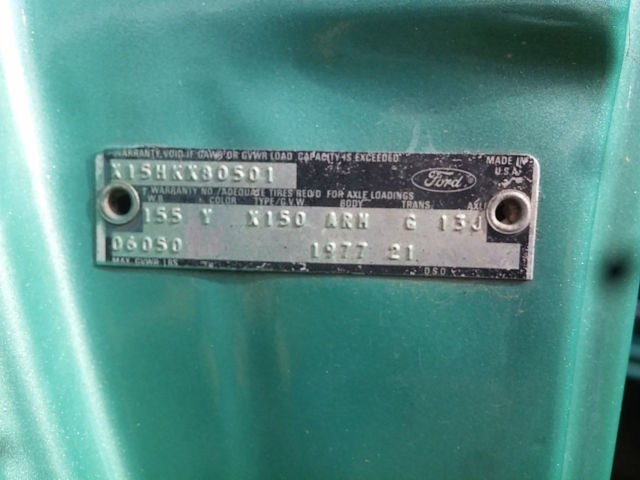 WARRANTY VOID IF GAWR OR GVWR LOAD CAPACITY IS EXCEEDED
MADE IN U.S.A.
X15HKX80501
Ford
WARRANTY NO./ADEQUATE TIRES REQ'D FOR AXLE LOADINGS
W.B. COLOR TYPE/G.V.W. BODY TRANS. AXLE
155 Y X150 ARH G 13J
06050 1977 21
MAX. GVWR LBS. D.S.O.